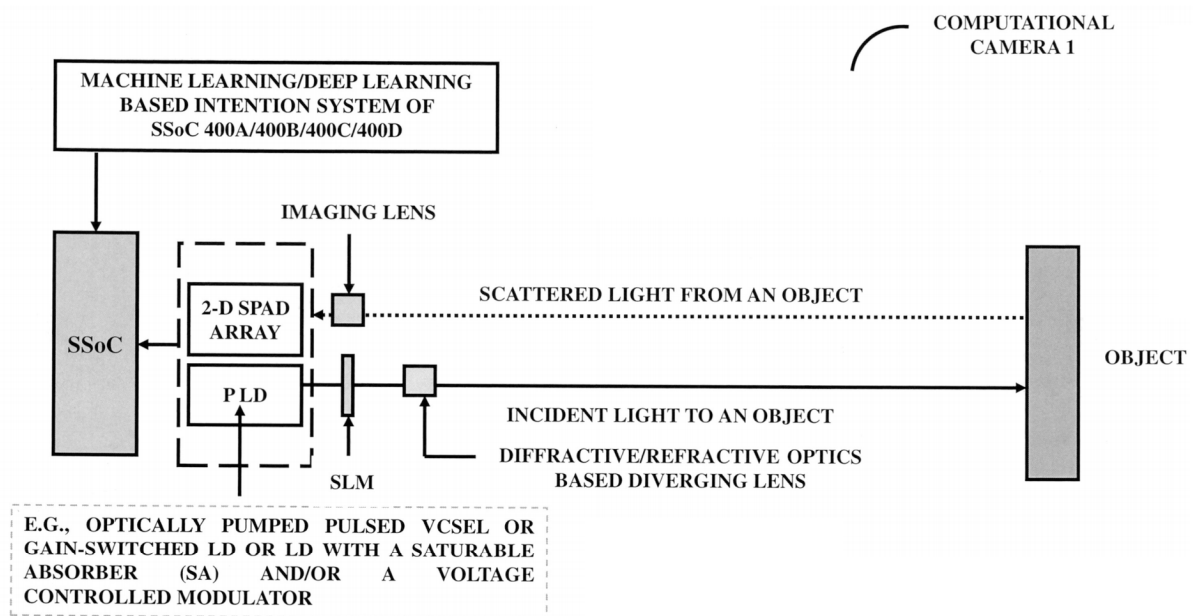 COMPUTATIONAL
CAMERA 1
MACHINE LEARNING/DEEP LEARNING
BASED INTENTION SYSTEM OF
SSoC 400A/400B/400C/400D
IMAGING LENS
2-D SPAD
ARRAY
SCATTERED LIGHT FROM AN OBJECT
SSoC
OBJECT
PLD
INCIDENT LIGHT TO AN OBJECT
DIFFRACTIVE/REFRACTIVE OPTICS
BASED DIVERGING LENS
SLM
E.G., OPTICALLY PUMPED PULSED VCSEL OR
GAIN-SWITCHED LD OR LD WITH A SATURABLE
ABSORBER (SA) AND/OR A VOLTAGE
CONTROLLED MODULATOR